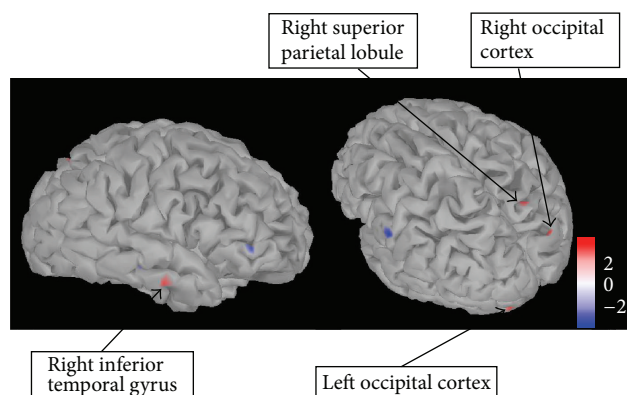 Right superior
parietal lobule
Right occipital
cortex
2
0
−2
Right inferior
temporal gyrus
Left occipital cortex